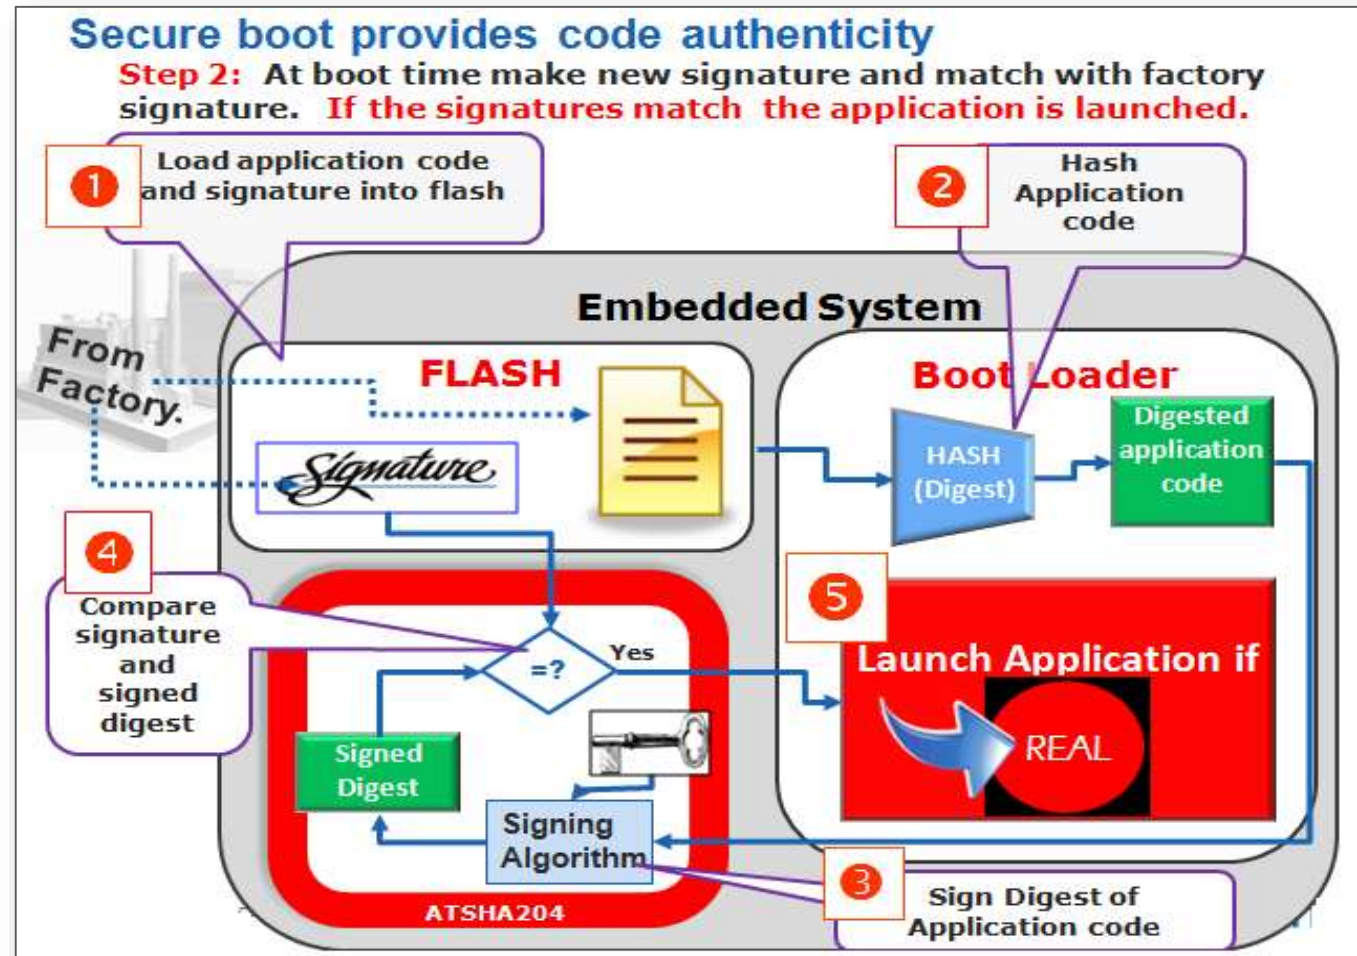 Secure boot provides code authenticity
Step 2: At boot time make new signature and match with factory
signature. If the signatures match the application is launched.
1
Load application code
and signature into flash
2
Hash
Application
code
Embedded System
From
Factory.
FLASH
Signature
Boot Loader
HASH
(Digest)
Digested
application
code
4
Compare
signature
and
signed
digest
=?
Yes
Signed
Digest
Signing
Algorithm
ATSHA204
5
Launch Application if
REAL
3
Sign Digest of
Application code